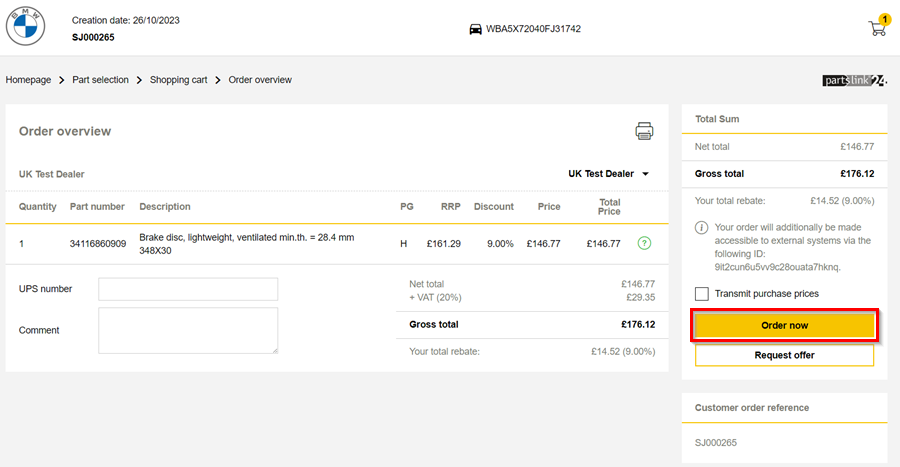 BMW
Creation date: 26/10/2023
SJ000265
WBA5X72040FJ31742
1
Homepage > Part selection > Shopping cart > Order overview
partslink24
Order overview
UK Test Dealer
UK Test Dealer
Quantity Part number Description PG RRP Discount Price Total Price
1 34116860909 Brake disc, lightweight, ventilated min.th. = 28.4 mm H £161.29 9.00% £146.77 £146.77 ?
348X30
UPS number
Comment
Net total £146.77
+ VAT (20%) £29.35
Gross total £176.12
Your total rebate: £14.52 (9.00%)
Total Sum
Net total £146.77
Gross total £176.12
Your total rebate: £14.52 (9.00%)
Your order will additionally be made
accessible to external systems via the
following ID:
9it2cun6u5vv9c28ouata7hknq.
Transmit purchase prices
Order now
Request offer
Customer order reference
SJ000265